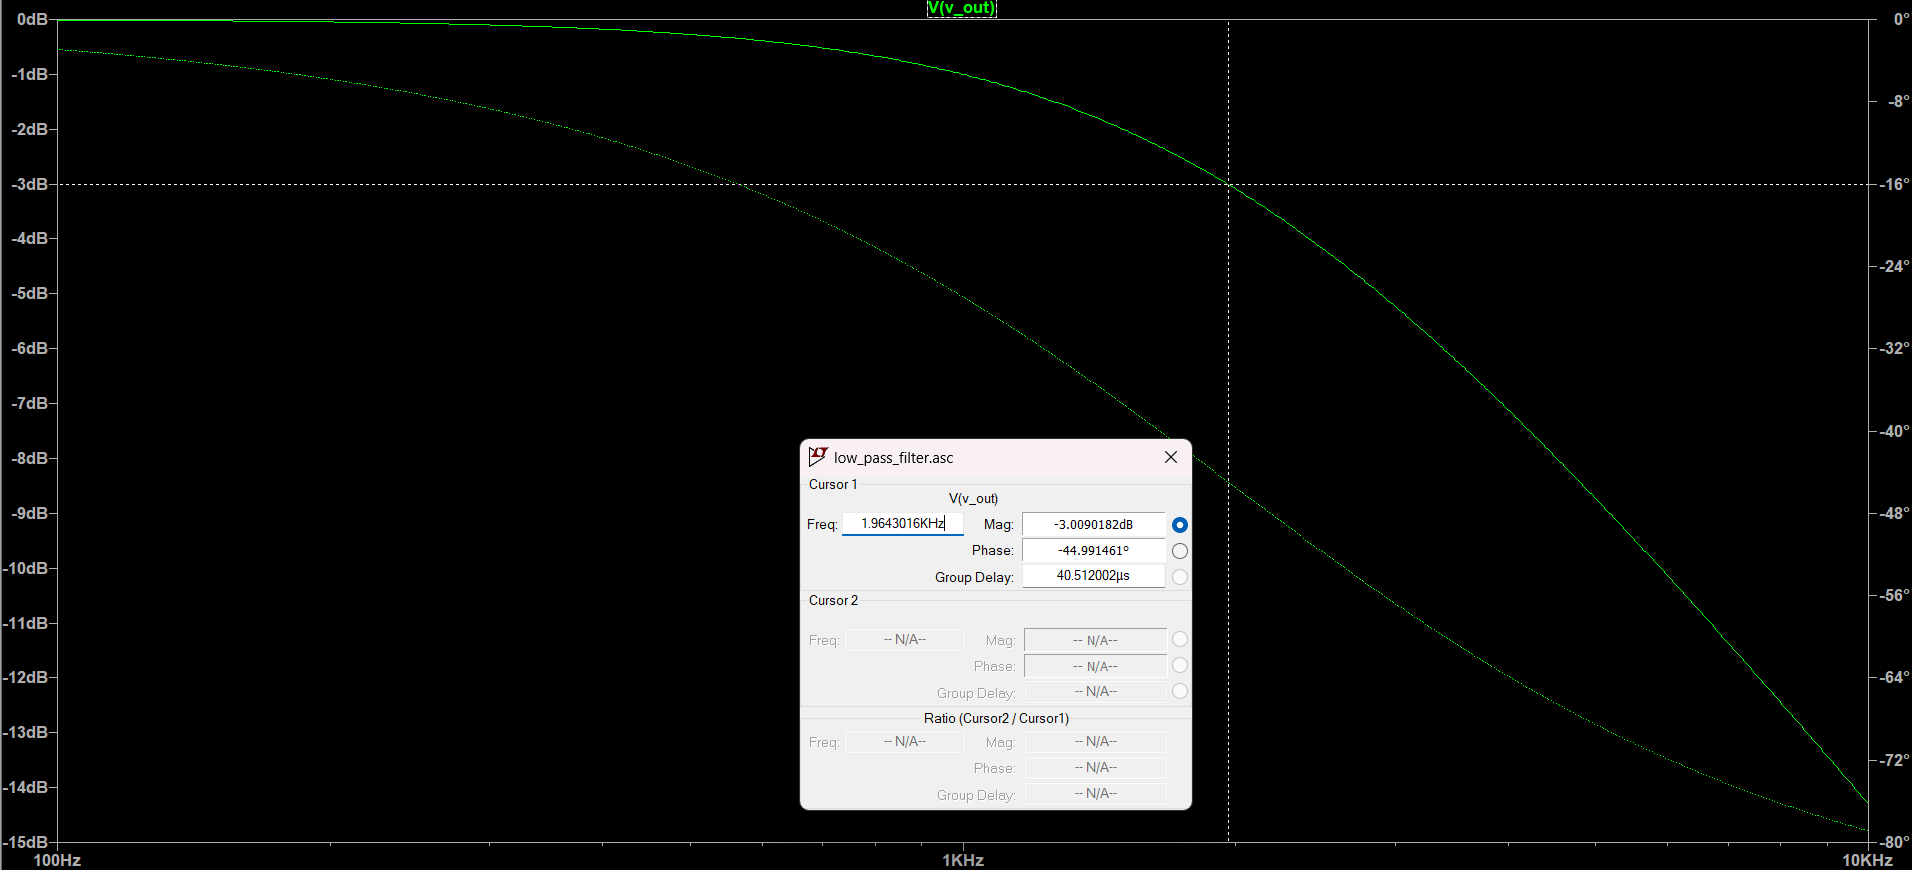 V(v_out)
0dB
-1dB
-2dB
-3dB
-4dB
-5dB
-6dB
-7dB
-8dB
-9dB
-10dB
-11dB
-12dB
-13dB
-14dB
-15dB
0°
-8°
-16°
-24°
-32°
-40°
-48°
-56°
-64°
-72°
-80°
100Hz 1KHz 10KHz
low_pass_filter.asc
Cursor 1
V(v_out)
Freq: 1.9643016KHz Mag: -3.0090182dB
Phase: -44.991461°
Group Delay: 40.512002µs
Cursor 2
Freq: -- N/A-- Mag: -- N/A--
Phase: -- N/A--
Group Delay: -- N/A--
Ratio (Cursor2 / Cursor1)
Freq: -- N/A-- Mag: -- N/A--
Phase: -- N/A--
Group Delay: -- N/A--